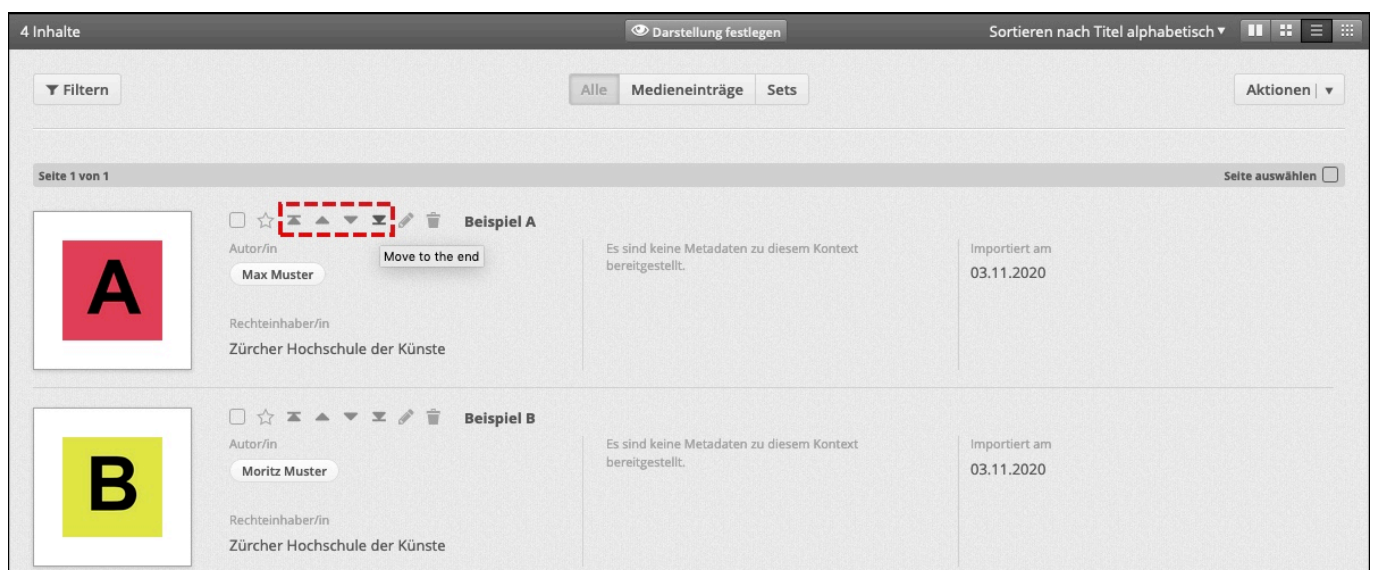 4 Inhalte
Darstellung festlegen
Sortieren nach Titel alphabetisch
Filtern
Alle Medieneinträge Sets
Aktionen
Seite 1 von 1
Seite auswählen
A
Beispiel A
Move to the end
Autor/in
Max Muster
Rechteinhaber/in
Zürcher Hochschule der Künste
Es sind keine Metadaten zu diesem Kontext
bereitgestellt.
Importiert am
03.11.2020
B
Beispiel B
Autor/in
Moritz Muster
Rechteinhaber/in
Zürcher Hochschule der Künste
Es sind keine Metadaten zu diesem Kontext
bereitgestellt.
Importiert am
03.11.2020